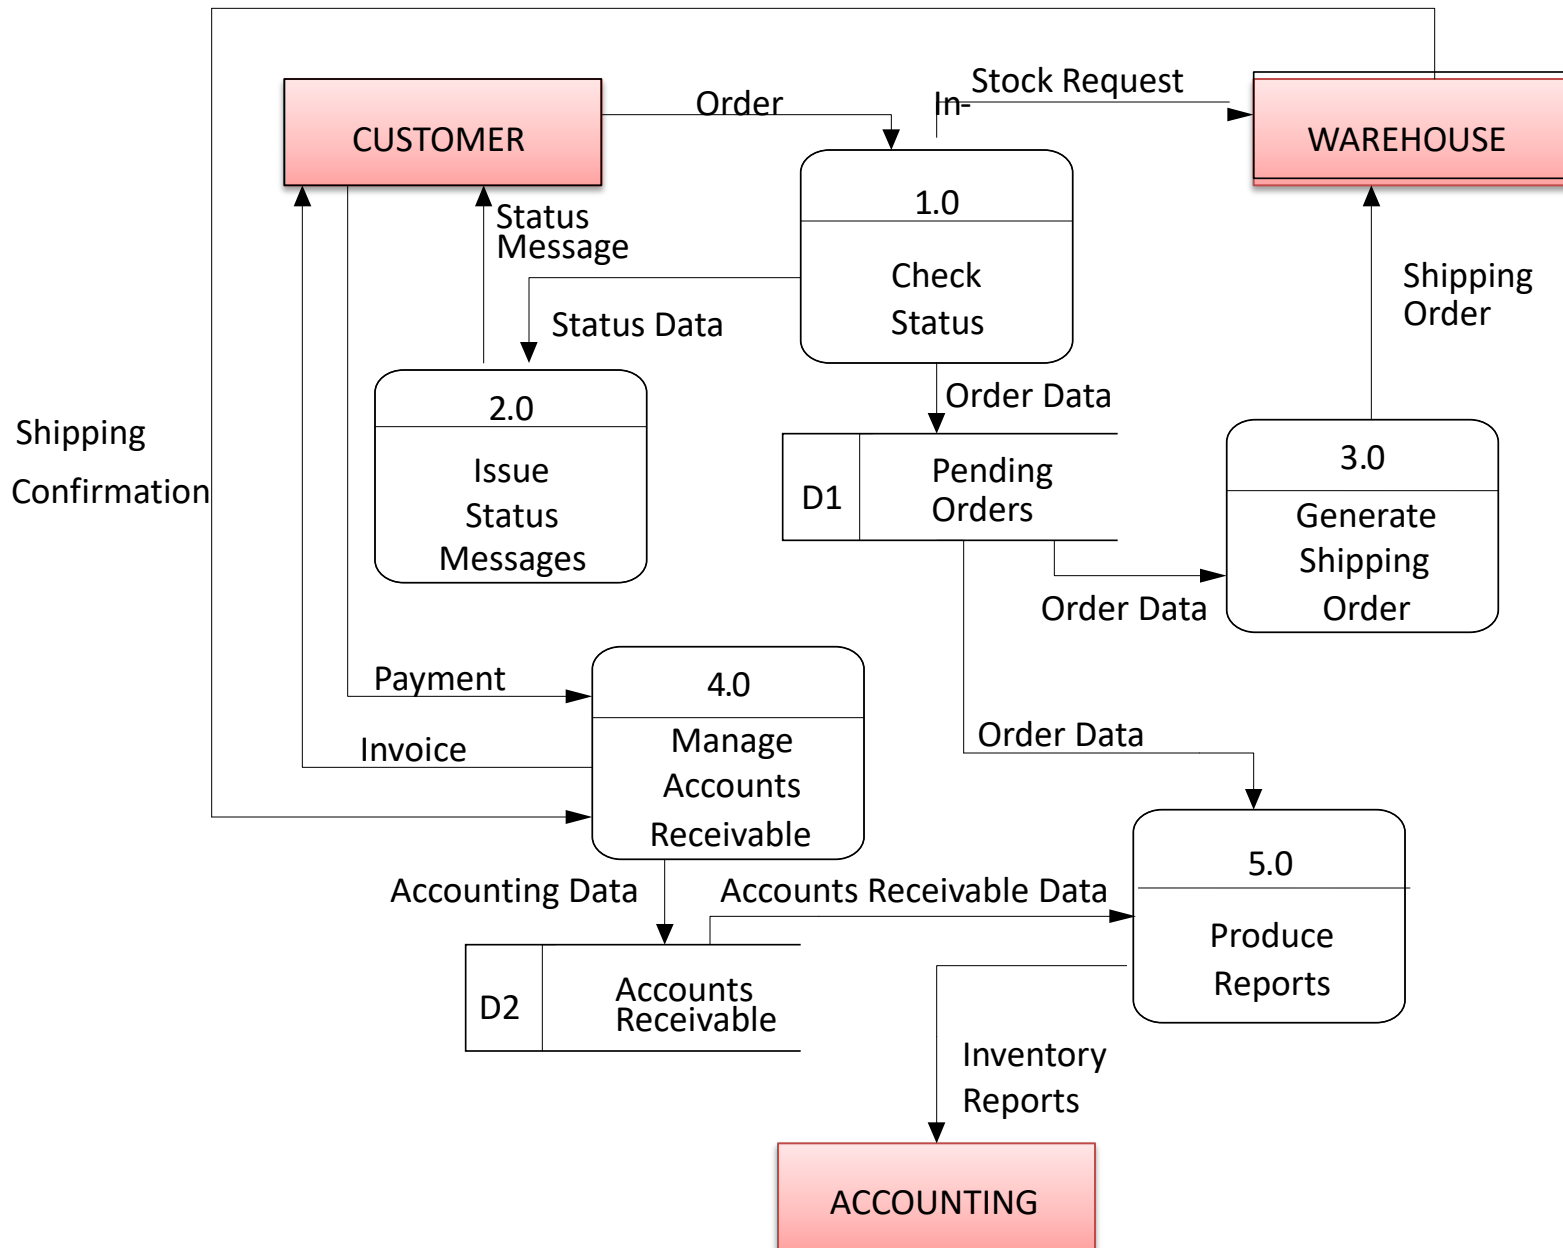 Stock Request
Order
In-
CUSTOMER
WAREHOUSE
1.0
Status
Message
Check
Status
Shipping
Order
Status Data
Order Data
2.0
Issue
Status
Messages
Shipping
Confirmation
D1
Pending
Orders
3.0
Generate
Shipping
Order
Order Data
Payment
4.0
Manage
Accounts
Receivable
Invoice
Order Data
5.0
Produce
Reports
Accounting Data
Accounts Receivable Data
D2
Accounts
Receivable
Inventory
Reports
ACCOUNTING